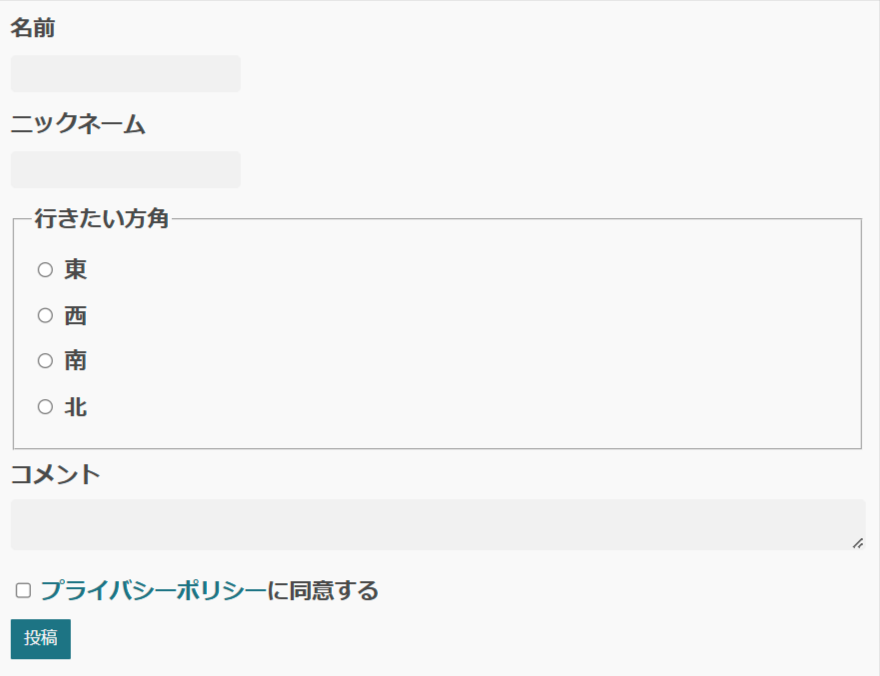 名前
ニックネーム
行きたい方角
東
西
南
北
コメント
プライバシーポリシーに同意する
投稿